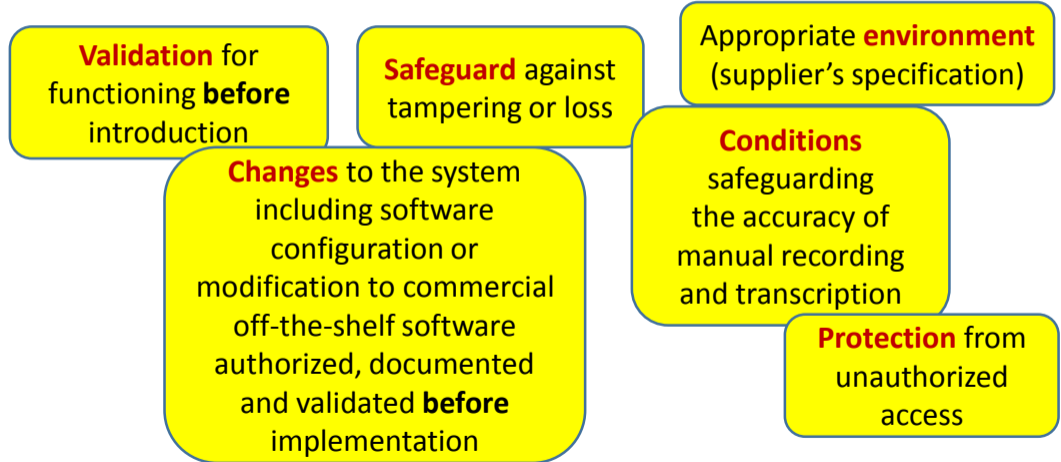 Validation for
functioning before
introduction
Safeguard against
tampering or loss
Appropriate environment
(supplier’s specification)
Changes to the system
including software
configuration or
modification to commercial
off-the-shelf software
authorized, documented
and validated before
implementation
Conditions
safeguarding
the accuracy of
manual recording
and transcription
Protection from
unauthorized
access